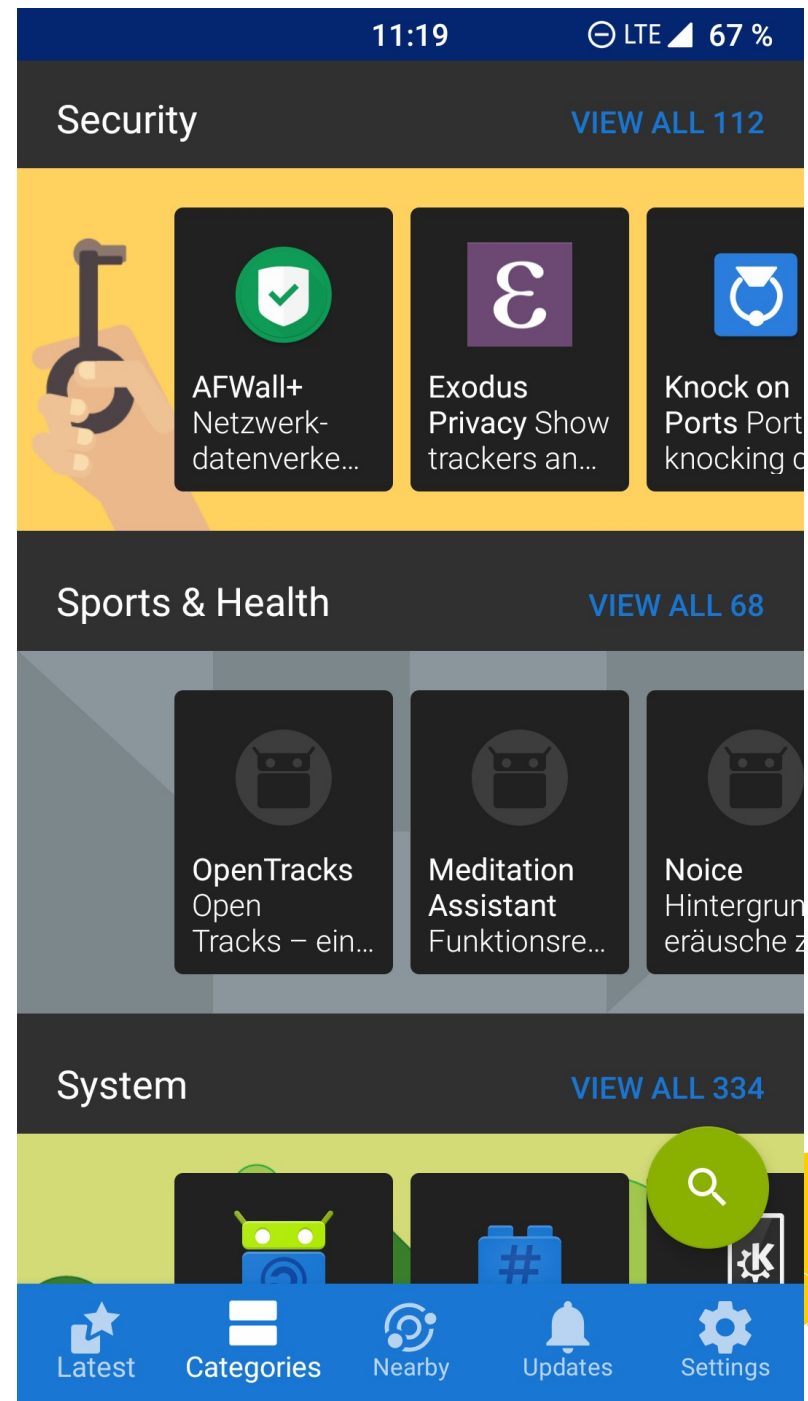 11:19 LTE 67 %
Security VIEW ALL 112
AFWall+
Netzwerk-
datenverke...
Exodus
Privacy Show
trackers an...
Knock on
Ports Port
knocking c
Sports & Health VIEW ALL 68
OpenTracks
Open
Tracks – ein...
Meditation
Assistant
Funktionsre...
Noice
Hintergrun
eräusche z
System VIEW ALL 334
Latest Categories Nearby Updates Settings